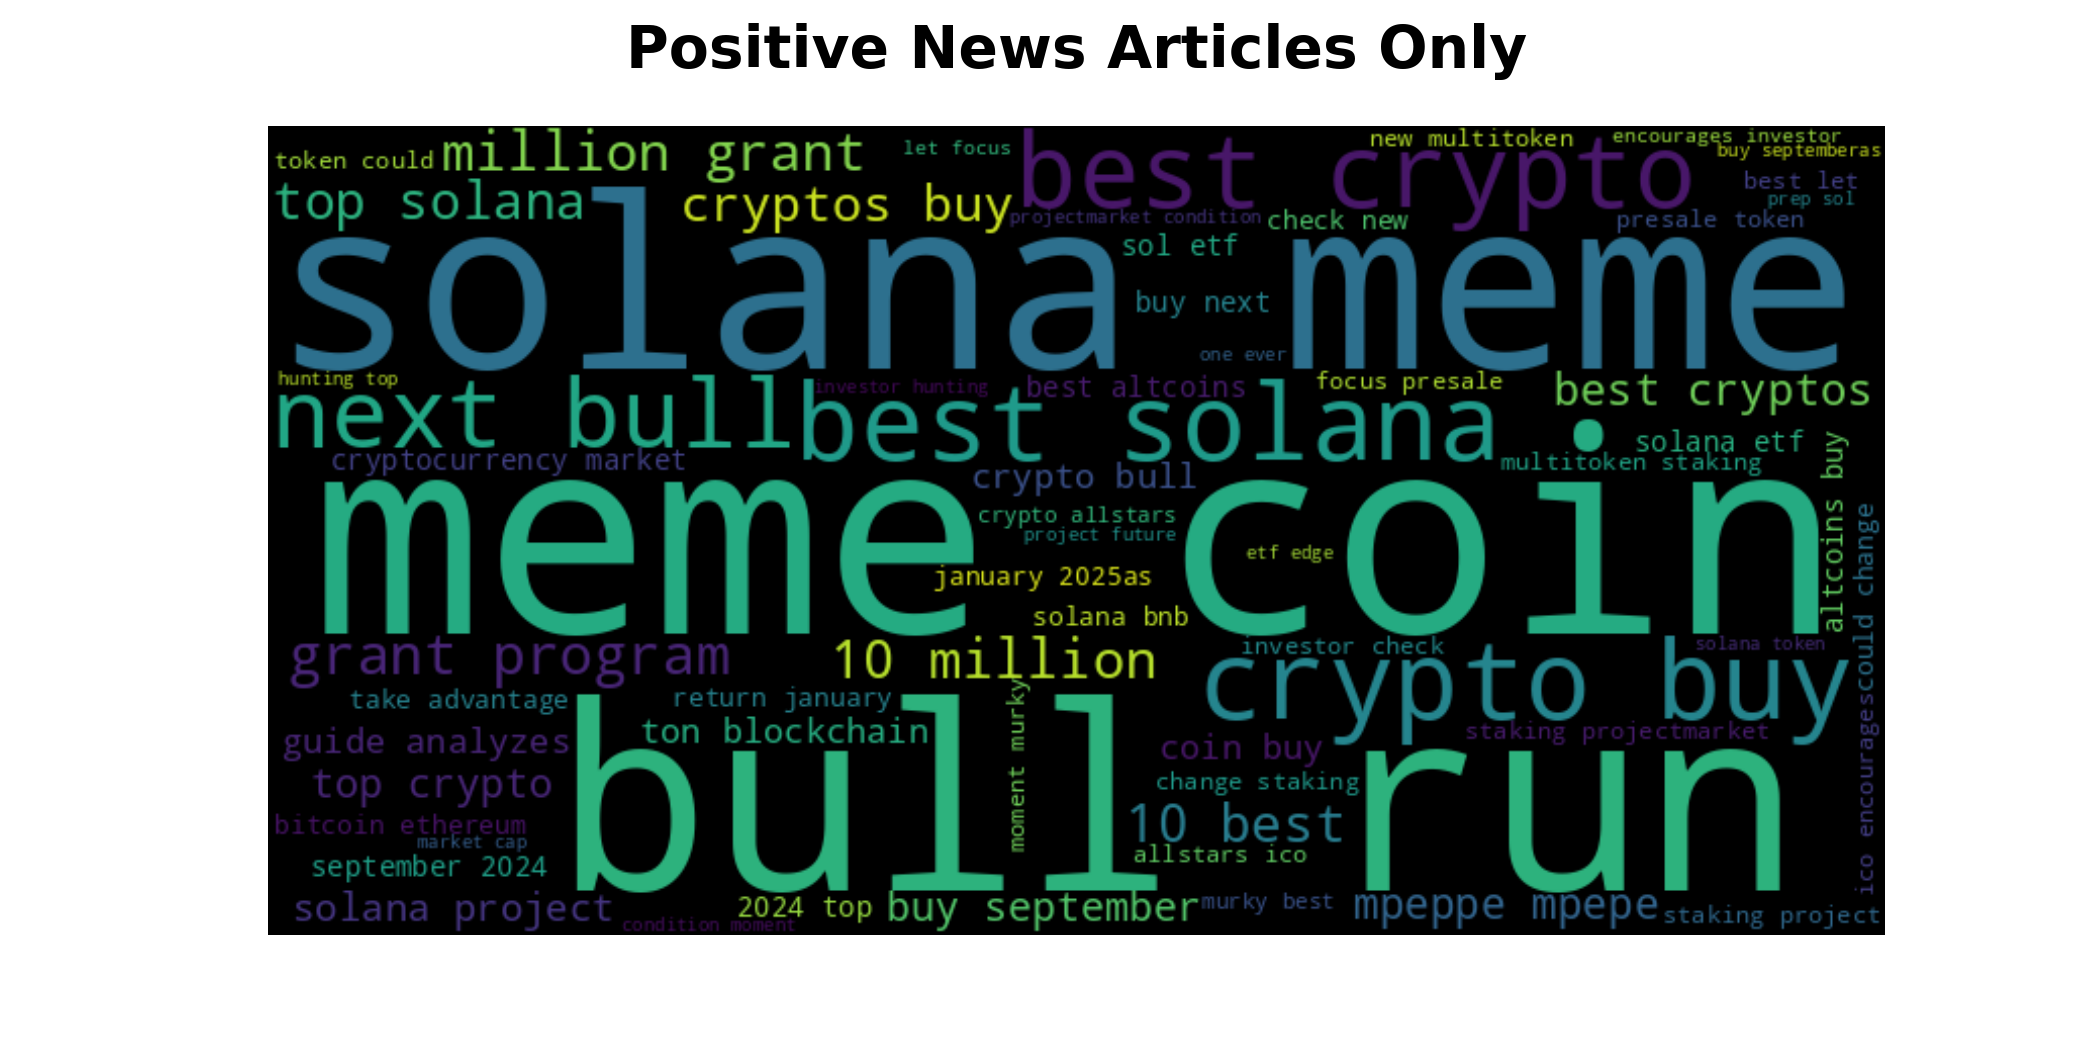 Positive News Articles Only
token could
million grant
let focus
best crypto
new multitoken
encourages investor
buy septemberas
top solana
cryptos buy
best let
prep sol
projectmarket condition
check new
presale token
solana meme
sol etf
buy next
one ever
hunting top
next bull
investor hunting
best solana
best altcoins
focus presale
best cryptos
solana etf
cryptocurrency market
crypto bull
multitoken staking
altcoins buy
meme coin
crypto allstars
project future
etf edge
january 2025as
solana bnb
could change
grant program
10 million
investor check
solana token
crypto buy
take advantage
return january
moment murky
bull run
ton blockchain
guide analyzes
coin buy
staking projectmarket
top crypto
change staking
ico encourages
bitcoin ethereum
10 best
market cap
allstars ico
september 2024
solana project
2024 top
buy september
murky best
mpeppe mpepe
staking project
condition moment